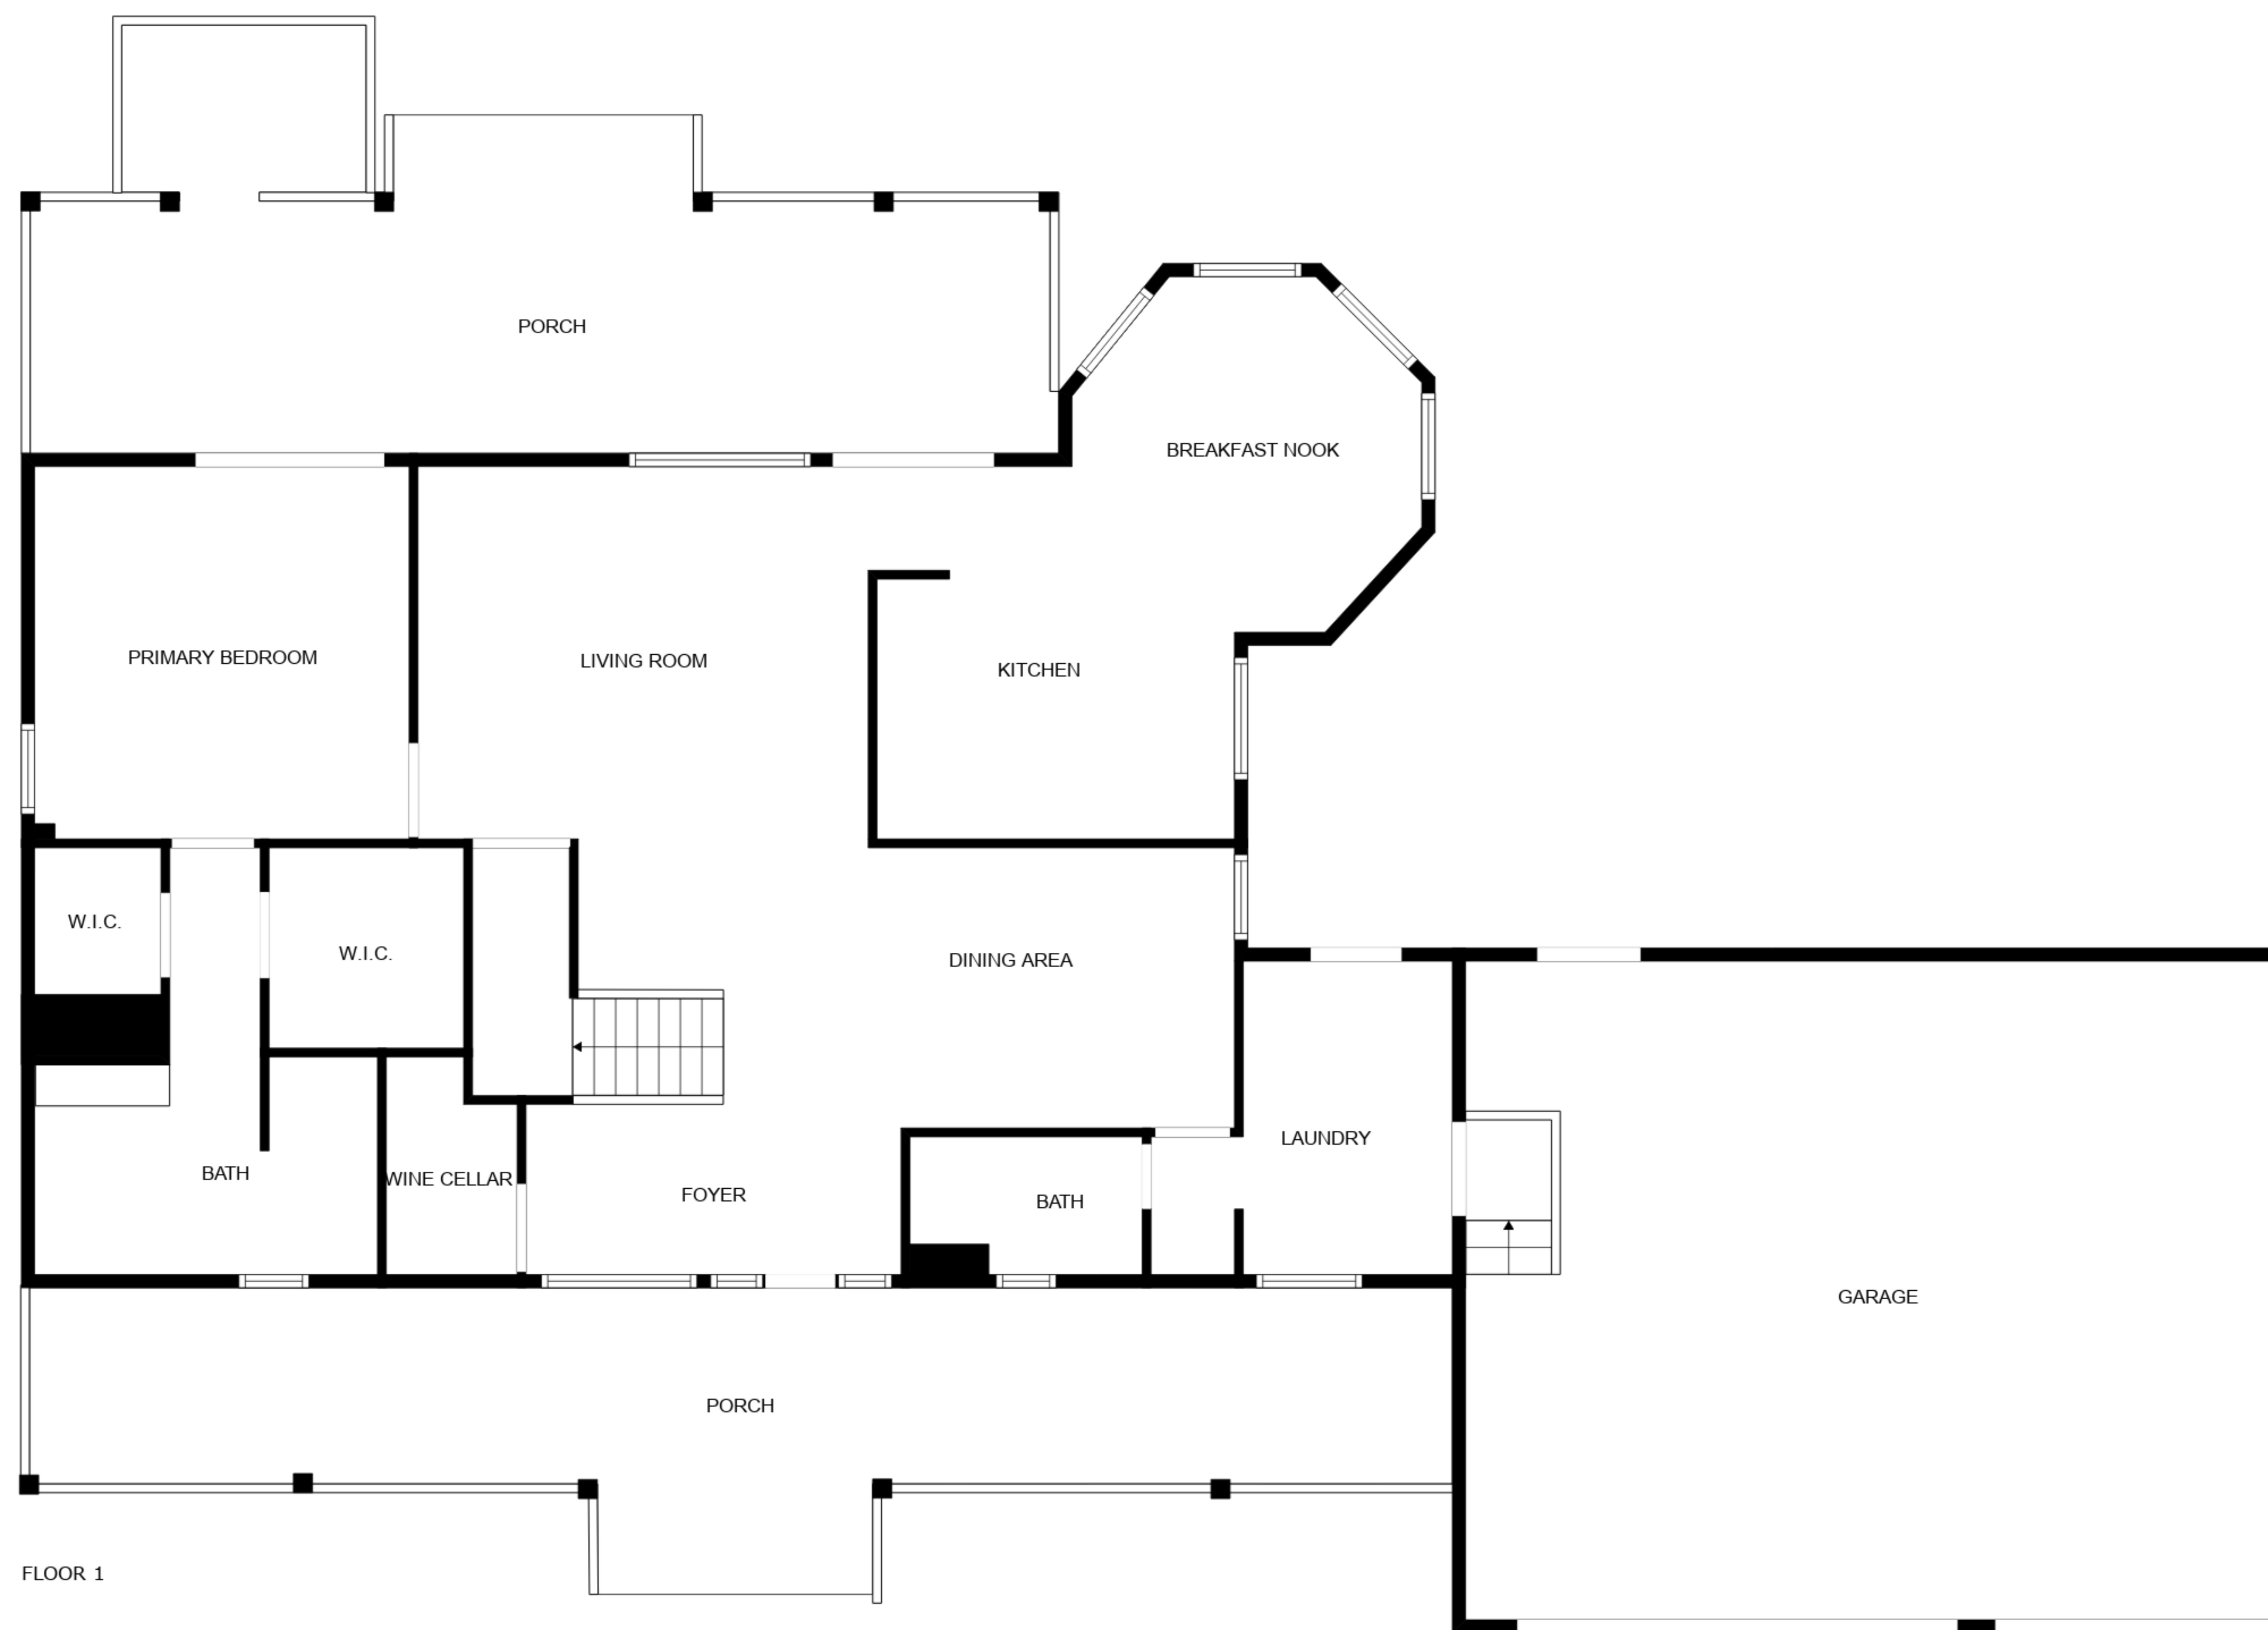 PORCH
BREAKFAST NOOK
PRIMARY BEDROOM
LIVING ROOM
KITCHEN
W.I.C.
W.I.C.
DINING AREA
LAUNDRY
BATH
WINE CELLAR
FOYER
BATH
GARAGE
PORCH
FLOOR 1